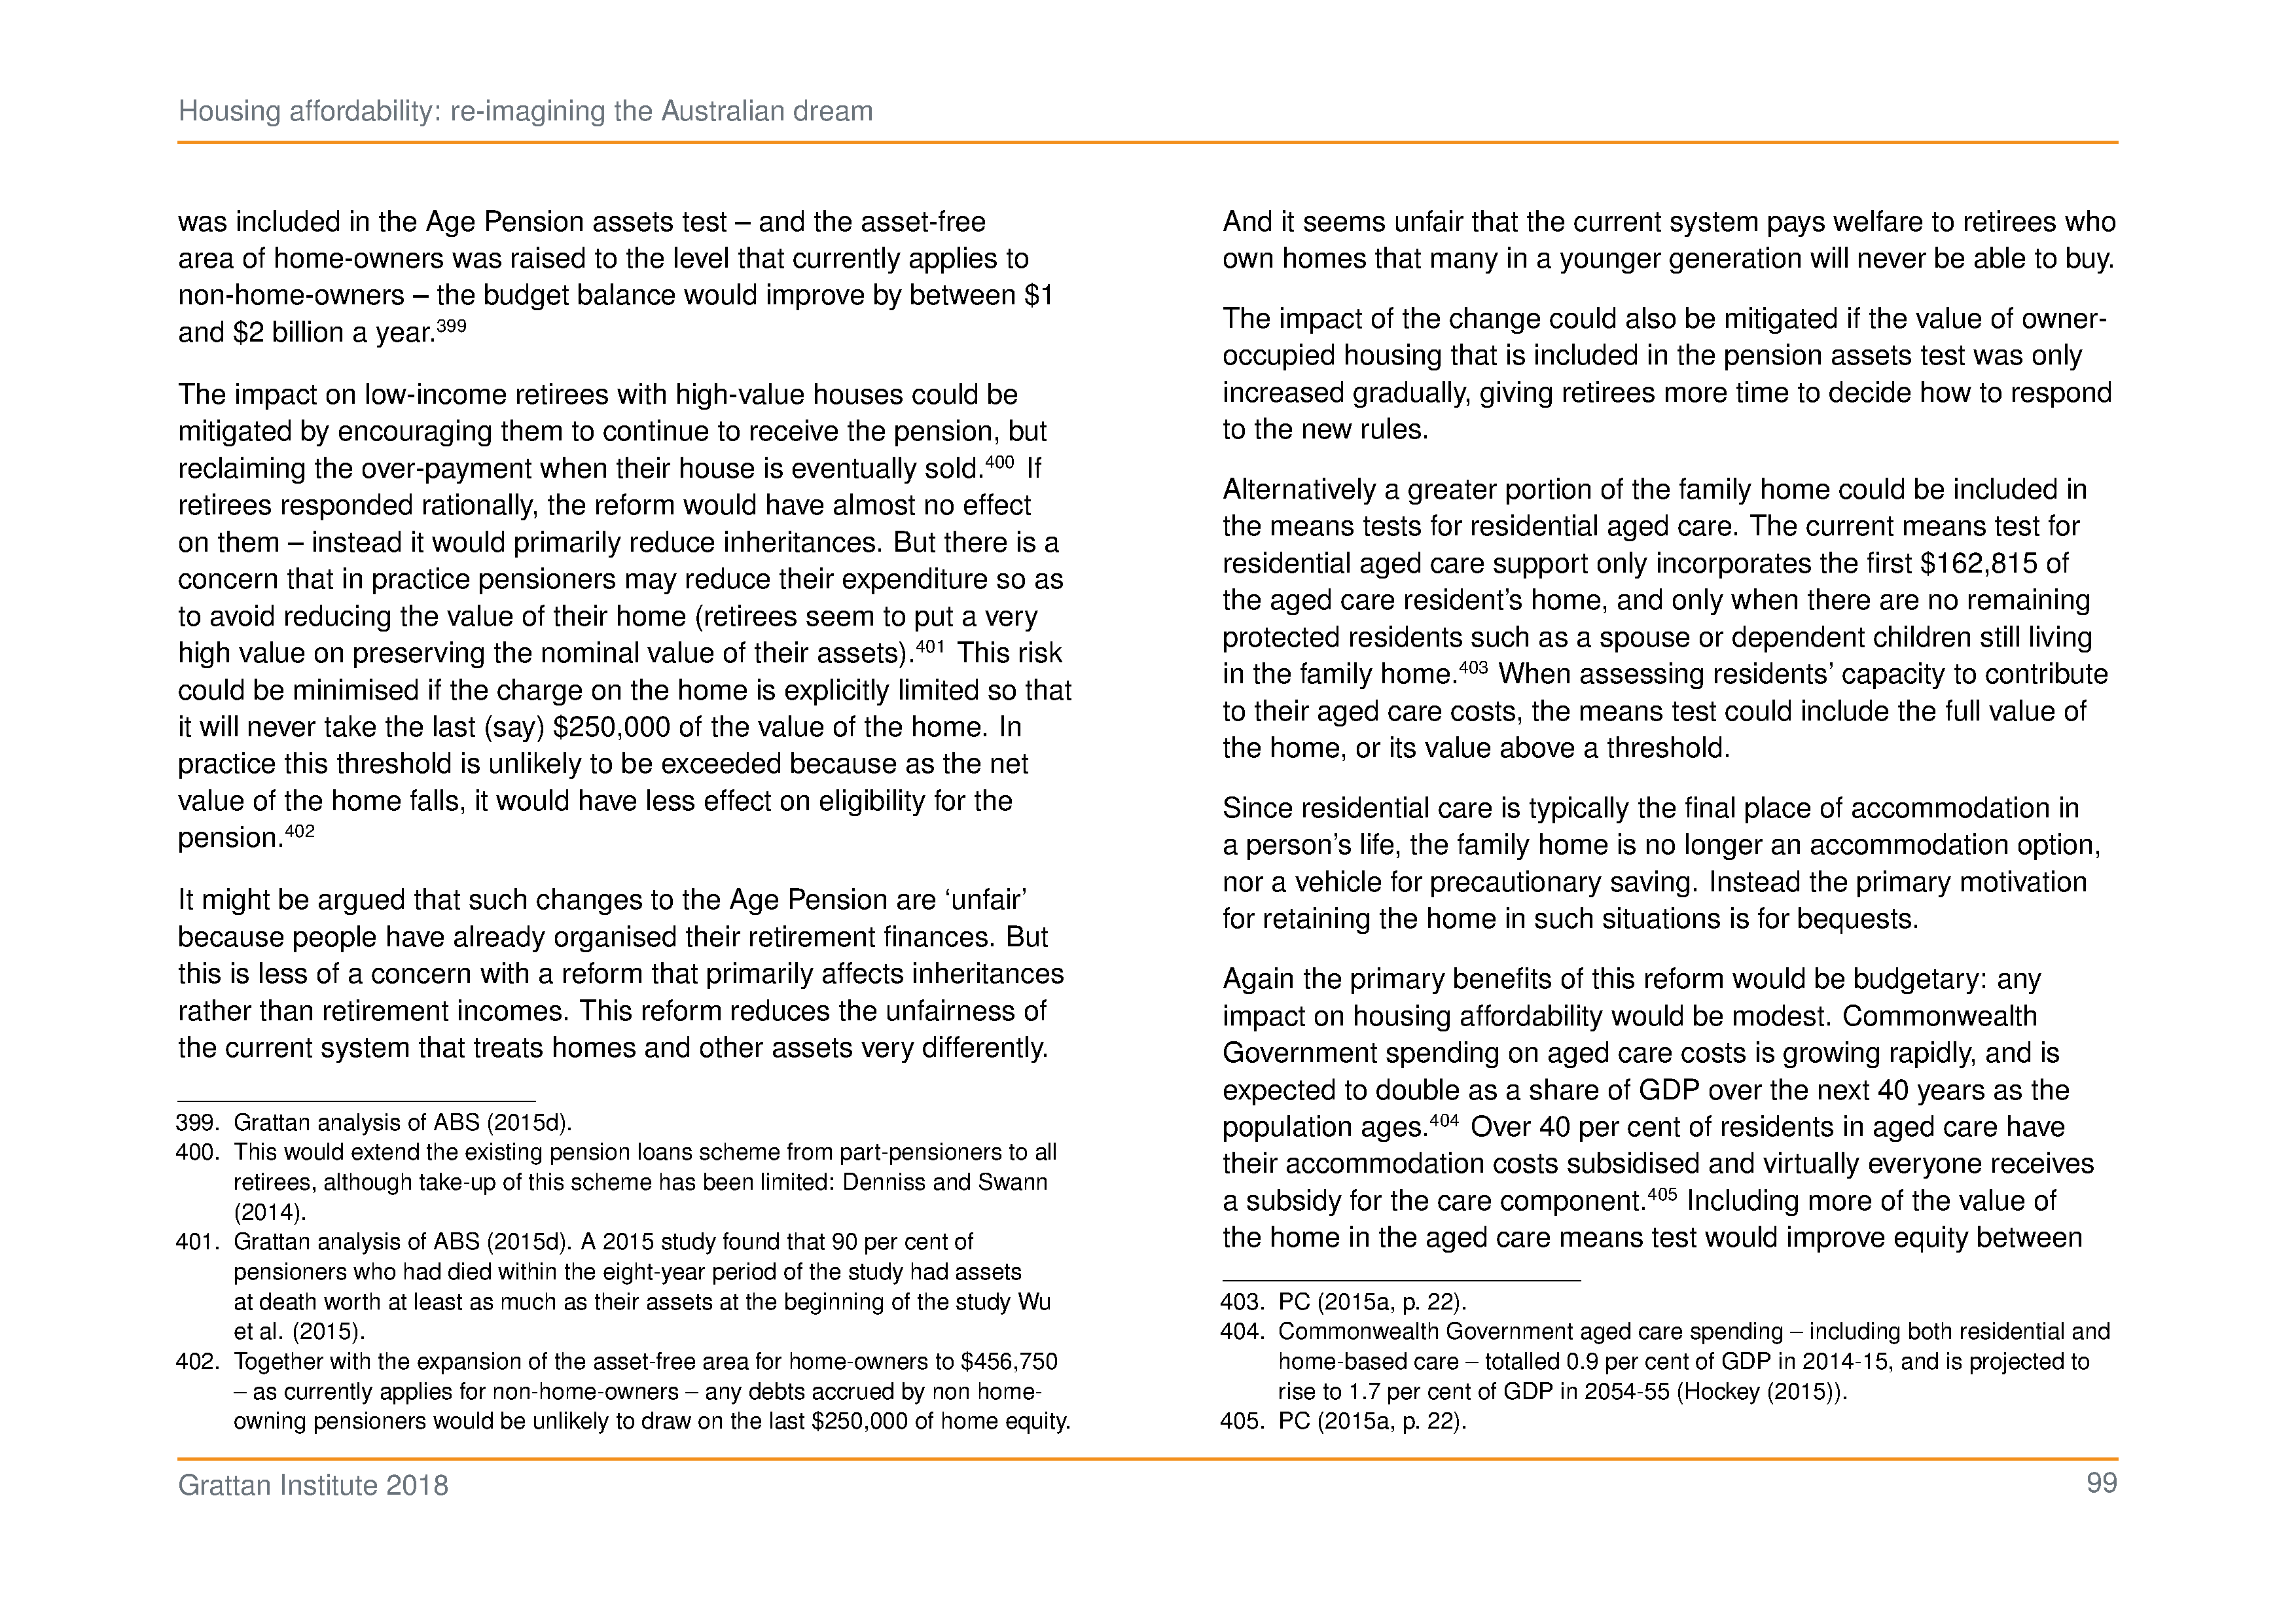 Housing affordability: re-imagining the Australian dream
was included in the Age Pension assets test – and the asset-free
area of home-owners was raised to the level that currently applies to
non-home-owners – the budget balance would improve by between $1
and $2 billion a year.399
The impact on low-income retirees with high-value houses could be
mitigated by encouraging them to continue to receive the pension, but
reclaiming the over-payment when their house is eventually sold.400 If
retirees responded rationally, the reform would have almost no effect
on them – instead it would primarily reduce inheritances. But there is a
concern that in practice pensioners may reduce their expenditure so as
to avoid reducing the value of their home (retirees seem to put a very
high value on preserving the nominal value of their assets).401 This risk
could be minimised if the charge on the home is explicitly limited so that
it will never take the last (say) $250,000 of the value of the home. In
practice this threshold is unlikely to be exceeded because as the net
value of the home falls, it would have less effect on eligibility for the
pension.402
It might be argued that such changes to the Age Pension are ‘unfair’
because people have already organised their retirement finances. But
this is less of a concern with a reform that primarily affects inheritances
rather than retirement incomes. This reform reduces the unfairness of
the current system that treats homes and other assets very differently.
399. Grattan analysis of ABS (2015d).
400. This would extend the existing pension loans scheme from part-pensioners to all
retirees, although take-up of this scheme has been limited: Denniss and Swann
(2014).
401. Grattan analysis of ABS (2015d). A 2015 study found that 90 per cent of
pensioners who had died within the eight-year period of the study had assets
at death worth at least as much as their assets at the beginning of the study Wu
et al. (2015).
402. Together with the expansion of the asset-free area for home-owners to $456,750
– as currently applies for non-home-owners – any debts accrued by non home-
owning pensioners would be unlikely to draw on the last $250,000 of home equity.
And it seems unfair that the current system pays welfare to retirees who
own homes that many in a younger generation will never be able to buy.
The impact of the change could also be mitigated if the value of owner-
occupied housing that is included in the pension assets test was only
increased gradually, giving retirees more time to decide how to respond
to the new rules.
Alternatively a greater portion of the family home could be included in
the means tests for residential aged care. The current means test for
residential aged care support only incorporates the first $162,815 of
the aged care resident’s home, and only when there are no remaining
protected residents such as a spouse or dependent children still living
in the family home.403 When assessing residents’ capacity to contribute
to their aged care costs, the means test could include the full value of
the home, or its value above a threshold.
Since residential care is typically the final place of accommodation in
a person’s life, the family home is no longer an accommodation option,
nor a vehicle for precautionary saving. Instead the primary motivation
for retaining the home in such situations is for bequests.
Again the primary benefits of this reform would be budgetary: any
impact on housing affordability would be modest. Commonwealth
Government spending on aged care costs is growing rapidly, and is
expected to double as a share of GDP over the next 40 years as the
population ages.404 Over 40 per cent of residents in aged care have
their accommodation costs subsidised and virtually everyone receives
a subsidy for the care component.405 Including more of the value of
the home in the aged care means test would improve equity between
403. PC (2015a, p. 22).
404. Commonwealth Government aged care spending – including both residential and
home-based care – totalled 0.9 per cent of GDP in 2014-15, and is projected to
rise to 1.7 per cent of GDP in 2054-55 (Hockey (2015)).
405. PC (2015a, p. 22).
Grattan Institute 2018
99